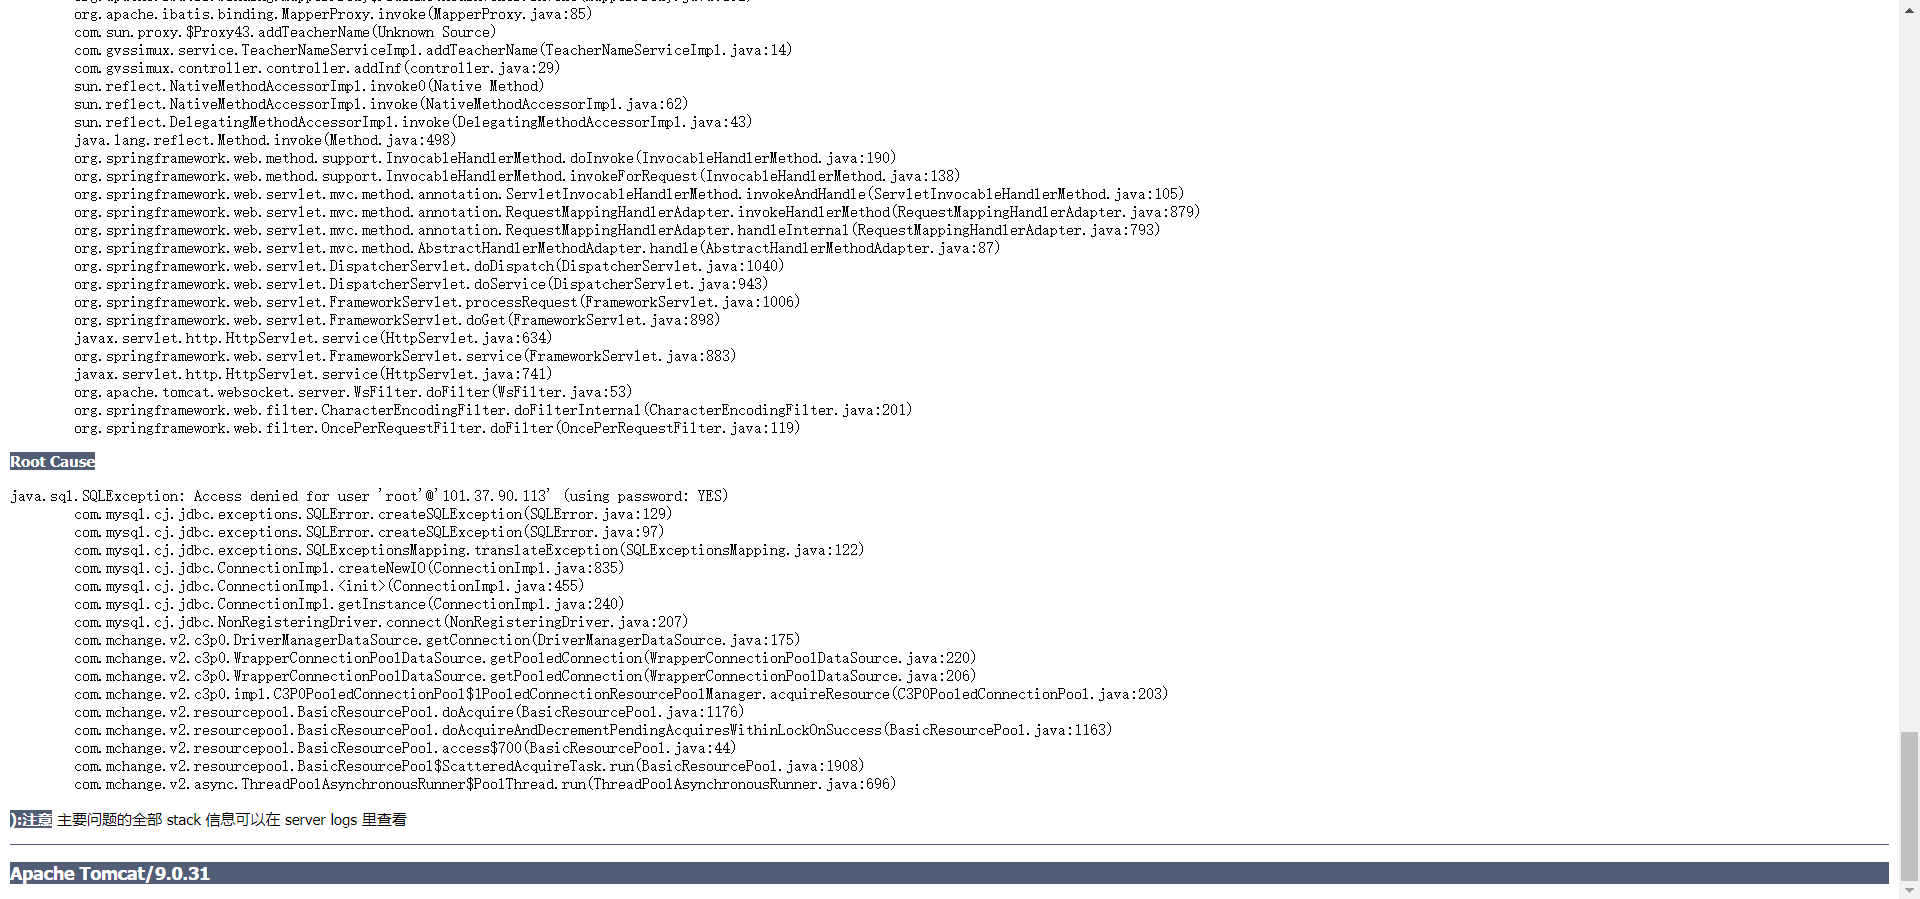 org.apache.ibatis.binding.MapperProxy.invoke(MapperProxy.java:85)
com.sun.proxy.$Proxy43.addTeacherName(Unknown Source)
com.gvssimux.service.TeacherNameServiceImpl.addTeacherName(TeacherNameServiceImpl.java:14)
com.gvssimux.controller.controller.addInf(controller.java:29)
sun.reflect.NativeMethodAccessorImpl.invoke0(Native Method)
sun.reflect.NativeMethodAccessorImpl.invoke(NativeMethodAccessorImpl.java:62)
sun.reflect.DelegatingMethodAccessorImpl.invoke(DelegatingMethodAccessorImpl.java:43)
java.lang.reflect.Method.invoke(Method.java:498)
org.springframework.web.method.support.InvocableHandlerMethod.doInvoke(InvocableHandlerMethod.java:190)
org.springframework.web.method.support.InvocableHandlerMethod.invokeForRequest(InvocableHandlerMethod.java:138)
org.springframework.web.servlet.mvc.method.annotation.ServletInvocableHandlerMethod.invokeAndHandle(ServletInvocableHandlerMethod.java:105)
org.springframework.web.servlet.mvc.method.annotation.RequestMappingHandlerAdapter.invokeHandlerMethod(RequestMappingHandlerAdapter.java:879)
org.springframework.web.servlet.mvc.method.annotation.RequestMappingHandlerAdapter.handleInternal(RequestMappingHandlerAdapter.java:793)
org.springframework.web.servlet.mvc.method.AbstractHandlerMethodAdapter.handle(AbstractHandlerMethodAdapter.java:87)
org.springframework.web.servlet.DispatcherServlet.doDispatch(DispatcherServlet.java:1040)
org.springframework.web.servlet.DispatcherServlet.doService(DispatcherServlet.java:943)
org.springframework.web.servlet.FrameworkServlet.processRequest(FrameworkServlet.java:1006)
org.springframework.web.servlet.FrameworkServlet.doGet(FrameworkServlet.java:898)
javax.servlet.http.HttpServlet.service(HttpServlet.java:634)
org.springframework.web.servlet.FrameworkServlet.service(FrameworkServlet.java:883)
javax.servlet.http.HttpServlet.service(HttpServlet.java:741)
org.apache.tomcat.websocket.server.WsFilter.doFilter(WsFilter.java:53)
org.springframework.web.filter.CharacterEncodingFilter.doFilterInternal(CharacterEncodingFilter.java:201)
org.springframework.web.filter.OncePerRequestFilter.doFilter(OncePerRequestFilter.java:119)
Root Cause
java.sql.SQLException: Access denied for user 'root'@'101.37.90.113' (using password: YES)
com.mysql.cj.jdbc.exceptions.SQLError.createSQLException(SQLError.java:129)
com.mysql.cj.jdbc.exceptions.SQLError.createSQLException(SQLError.java:97)
com.mysql.cj.jdbc.exceptions.SQLExceptionsMapping.translateException(SQLExceptionsMapping.java:122)
com.mysql.cj.jdbc.ConnectionImpl.createNewIO(ConnectionImpl.java:835)
com.mysql.cj.jdbc.ConnectionImpl.<init>(ConnectionImpl.java:455)
com.mysql.cj.jdbc.ConnectionImpl.getInstance(ConnectionImpl.java:240)
com.mysql.cj.jdbc.NonRegisteringDriver.connect(NonRegisteringDriver.java:207)
com.mchange.v2.c3p0.DriverManagerDataSource.getConnection(DriverManagerDataSource.java:175)
com.mchange.v2.c3p0.WrapperConnectionPoolDataSource.getPooledConnection(WrapperConnectionPoolDataSource.java:220)
com.mchange.v2.c3p0.WrapperConnectionPoolDataSource.getPooledConnection(WrapperConnectionPoolDataSource.java:206)
com.mchange.v2.c3p0.impl.C3P0PooledConnectionPool$1PooledConnectionResourcePoolManager.acquireResource(C3P0PooledConnectionPool.java:203)
com.mchange.v2.resourcepool.BasicResourcePool.doAcquire(BasicResourcePool.java:1176)
com.mchange.v2.resourcepool.BasicResourcePool.doAcquireAndDecrementPendingAcquiresWithinLockOnSuccess(BasicResourcePool.java:1163)
com.mchange.v2.resourcepool.BasicResourcePool.access$700(BasicResourcePool.java:44)
com.mchange.v2.resourcepool.BasicResourcePool$ScatteredAcquireTask.run(BasicResourcePool.java:1908)
com.mchange.v2.async.ThreadPoolAsynchronousRunner$PoolThread.run(ThreadPoolAsynchronousRunner.java:696)
):注意 主要问题的全部 stack 信息可以在 server logs 里查看
Apache Tomcat/9.0.31